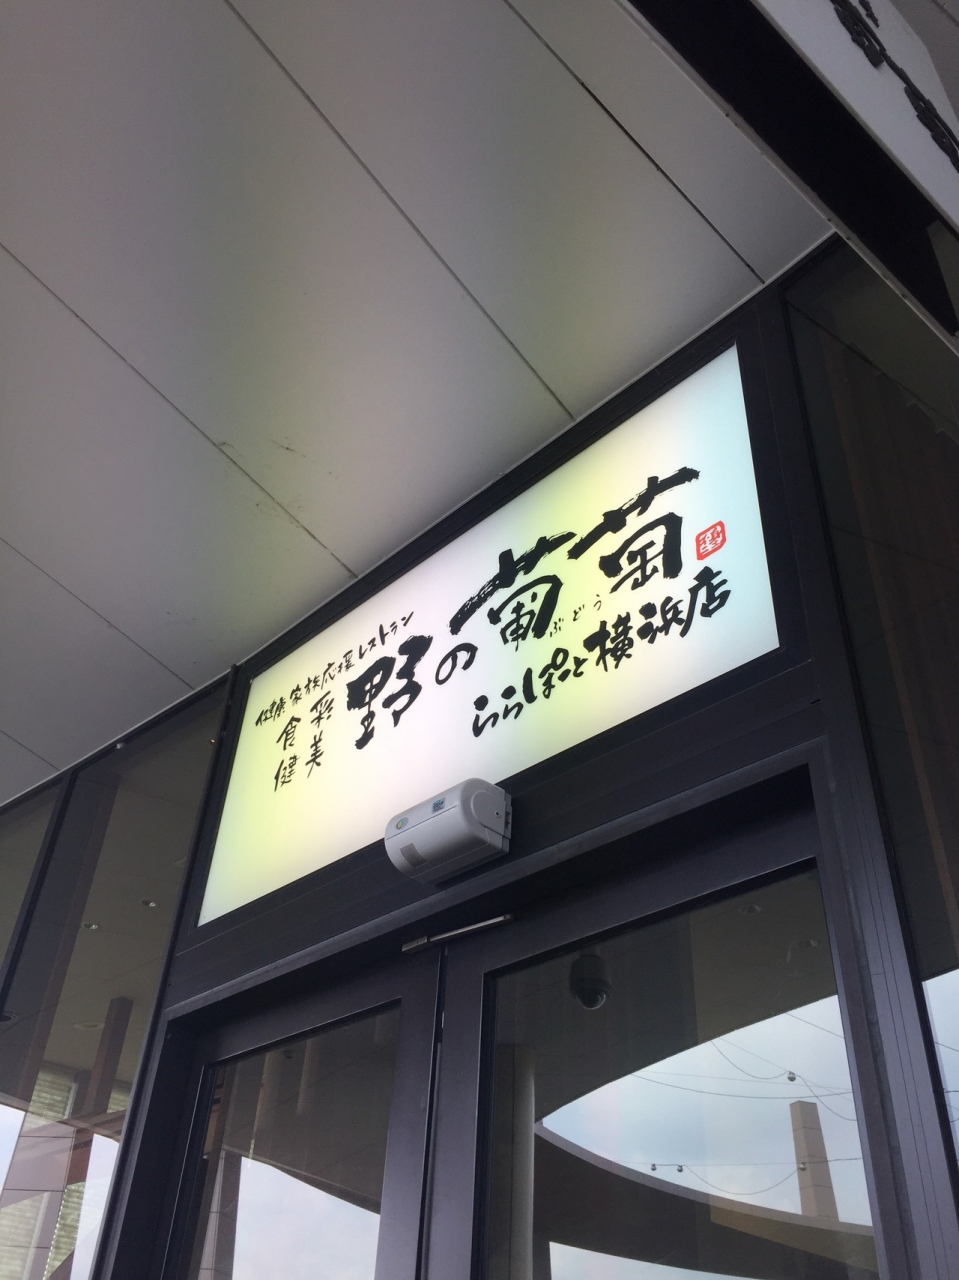 健康家族応援レストラン
彩美
食健
野の葡萄
ぶどう
ららぽーと横浜店